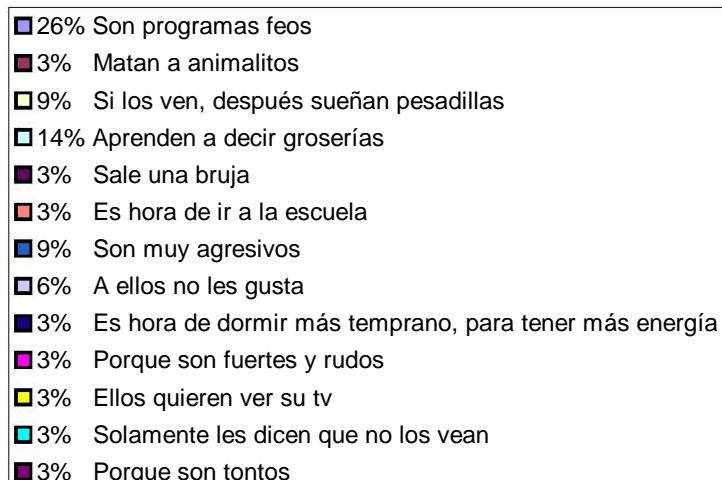 26% Son programas feos
3% Matan a animalitos
9% Si los ven, después sueñan pesadillas
14% Aprenden a decir groserías
3% Sale una bruja
3% Es hora de ir a la escuela
9% Son muy agresivos
6% A ellos no les gusta
3% Es hora de dormir más temprano, para tener más energía
3% Porque son fuertes y rudos
3% Ellos quieren ver su tv
3% Solamente les dicen que no los vean
3% Porque son tontos